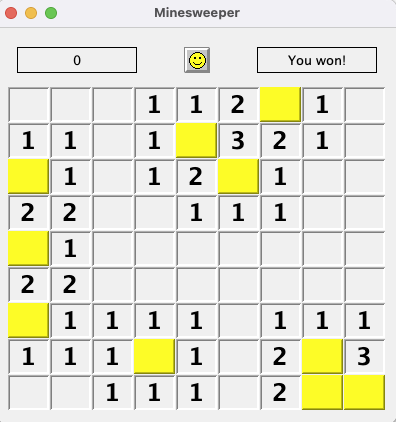 Minesweeper
0 You won!
1 1 2 1
1 1 1 3 2 1
1 1 2 1
2 2 1 1 1
1
2 2
1 1 1 1 1 1 1
1 1 1 1 2 3
1 1 1 2